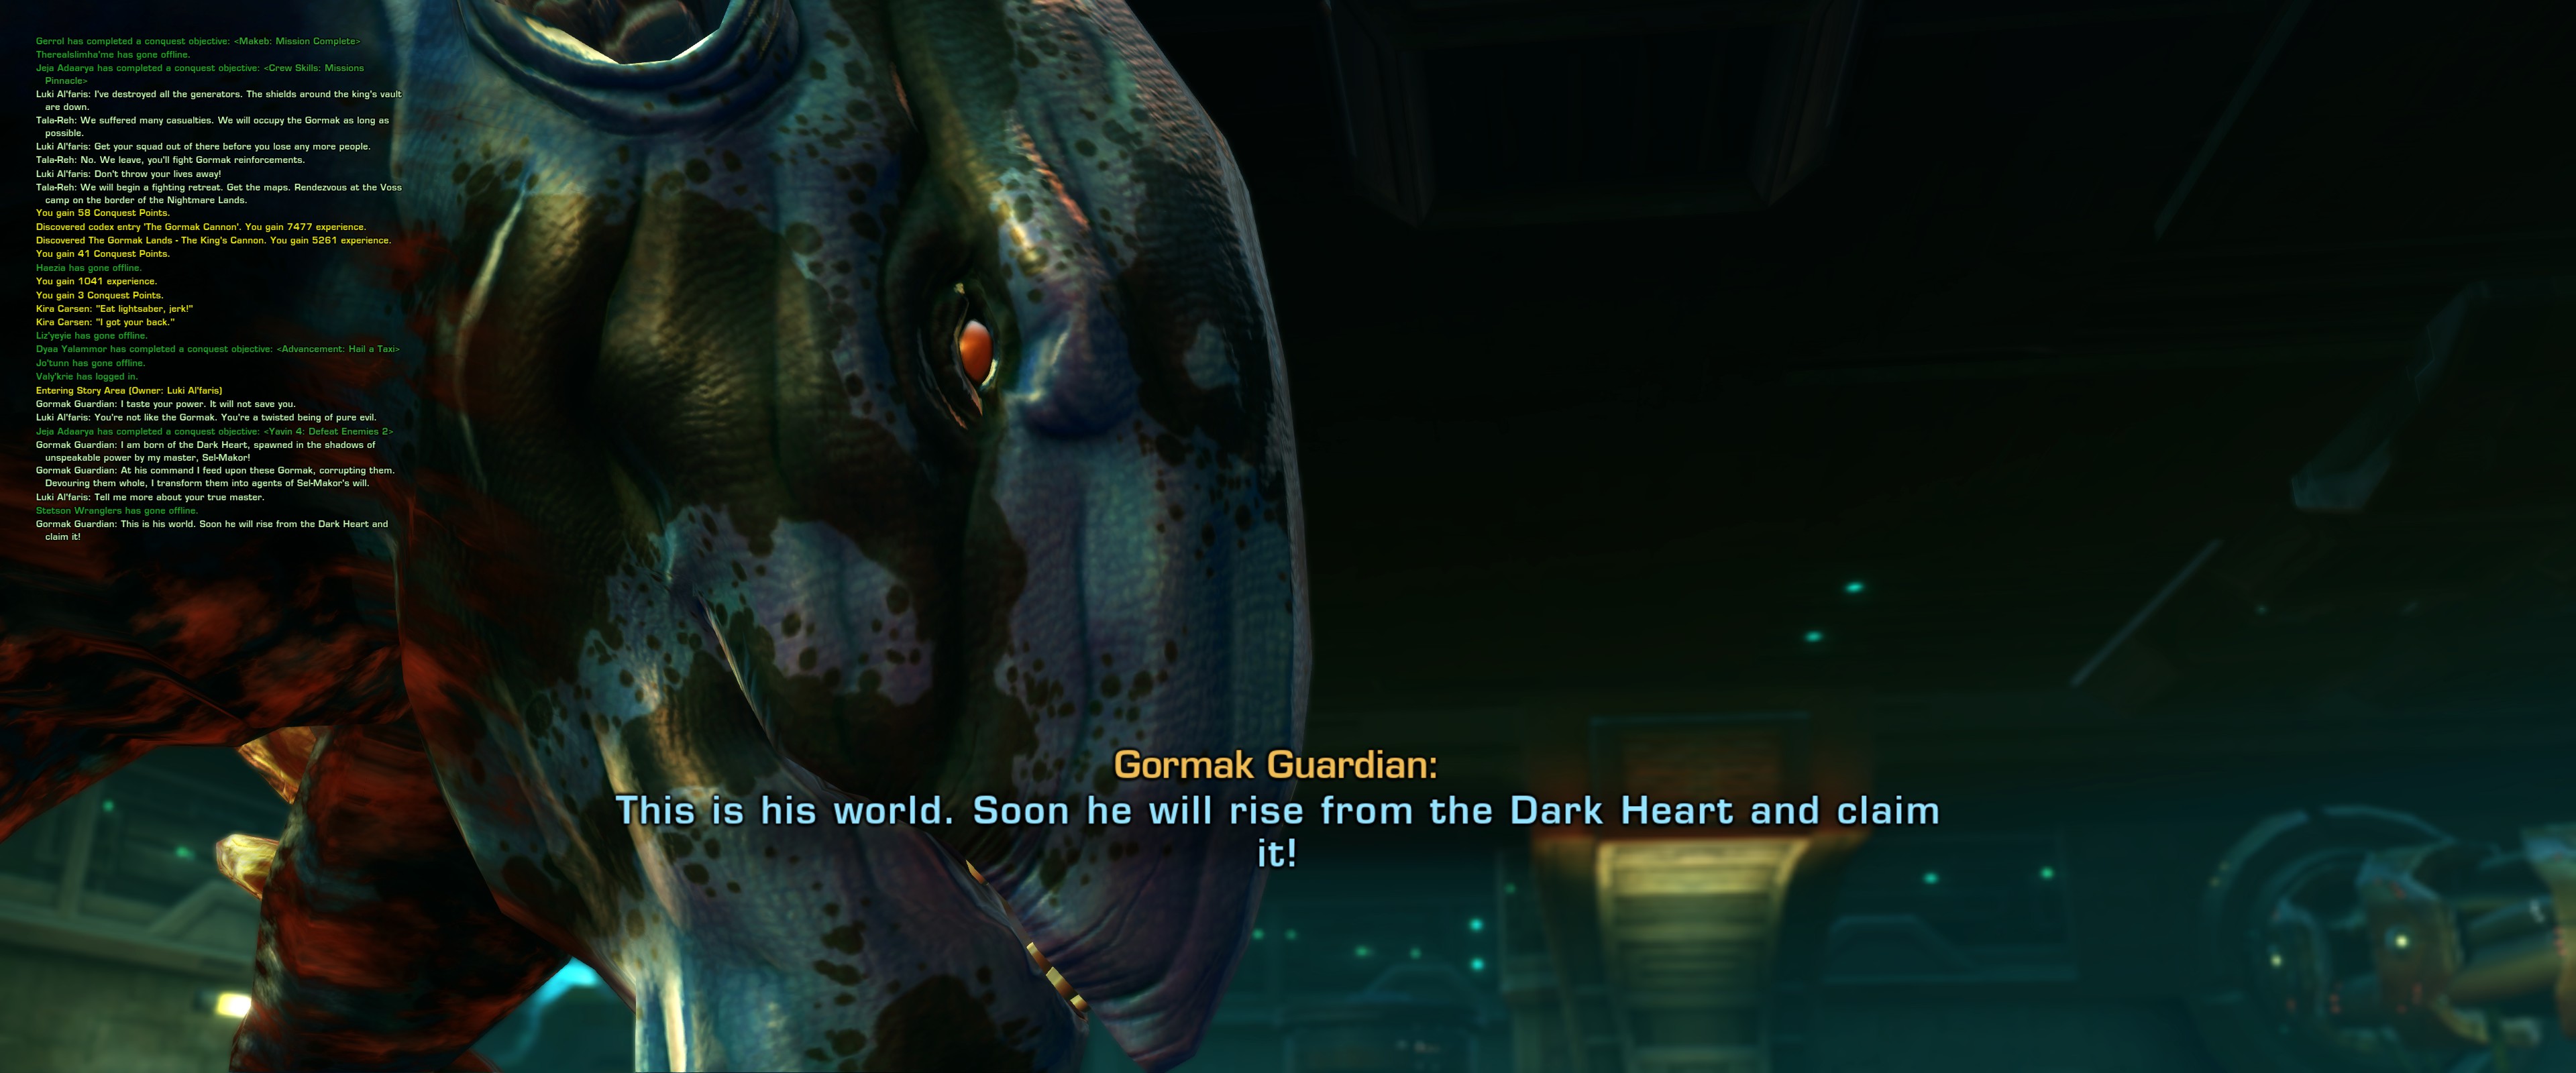 Gerrol has completed a conquest objective: <Makeb: Mission Complete>
Therealslimha'me has gone offline.
Jeja Adaarya has completed a conquest objective: <Crew Skills: Missions
Pinnacle>
Luki Al'faris: I've destroyed all the generators. The shields around the king's vault
are down.
Tala-Reh: We suffered many casualties. We will occupy the Gormak as long as
possible.
Luki Al'faris: Get your squad out of there before you lose any more people.
Tala-Reh: No. We leave, you'll fight Gormak reinforcements.
Luki Al'faris: Don't throw your lives away!
Tala-Reh: We will begin a fighting retreat. Get the maps. Rendezvous at the Voss
camp on the border of the Nightmare Lands.
You gain 58 Conquest Points.
Discovered codex entry 'The Gormak Cannon'. You gain 7477 experience.
Discovered The Gormak Lands - The King's Cannon. You gain 5261 experience.
You gain 41 Conquest Points.
Haezia has gone offline.
You gain 1041 experience.
You gain 3 Conquest Points.
Kira Carsen: "Eat lightsaber, jerk!"
Kira Carsen: "I got your back."
Liz'yeyie has gone offline.
Dyaa Yalammor has completed a conquest objective: <Advancement: Hail a Taxi>
Jo'tunn has gone offline.
Valy'krie has logged in.
Entering Story Area (Owner: Luki Al'faris)
Gormak Guardian: I taste your power. It will not save you.
Luki Al'faris: You're not like the Gormak. You're a twisted being of pure evil.
Jeja Adaarya has completed a conquest objective: <Yavin 4: Defeat Enemies 2>
Gormak Guardian: I am born of the Dark Heart, spawned in the shadows of
unspeakable power by my master, Sel-Makor!
Gormak Guardian: At his command I feed upon these Gormak, corrupting them.
Devouring them whole, I transform them into agents of Sel-Makor's will.
Luki Al'faris: Tell me more about your true master.
Stetson Wranglers has gone offline.
Gormak Guardian: This is his world. Soon he will rise from the Dark Heart and
claim it!
Gormak Guardian:
This is his world. Soon he will rise from the Dark Heart and claim
it!